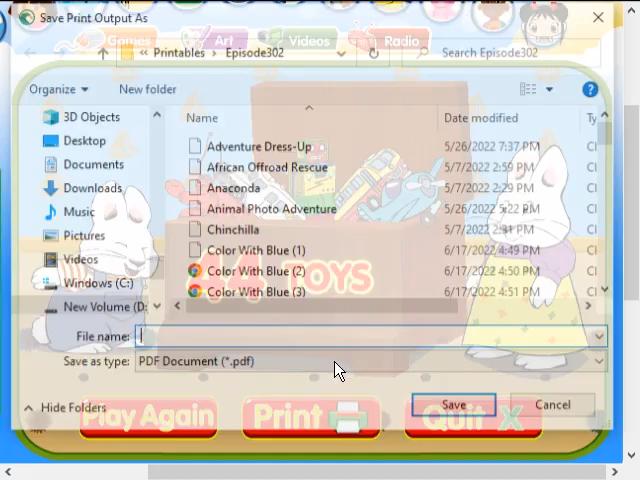 Save Print Output As
Games Art Videos Radio
« Printables › Episode302
Search Episode302
Organize
New folder
Name
Date modified
Ty
3D Objects
Desktop
Documents
Downloads
Music
Pictures
Videos
Windows (C:)
New Volume (D:
Adventure Dress-Up 5/26/2022 7:37 PM
African Offroad Rescue 5/7/2022 2:59 PM
Anaconda 5/7/2022 2:29 PM
Animal Photo Adventure 5/26/2022 5:22 PM
Chinchilla 5/7/2022 2:31 PM
Color With Blue (1) 6/17/2022 4:49 PM
Color With Blue (2) 6/17/2022 4:50 PM
Color With Blue (3) 6/17/2022 4:51 PM
44 TOYS
File name:
Save as type: PDF Document (*.pdf)
Hide Folders
Save
Cancel
Play Again
Print
Quit X